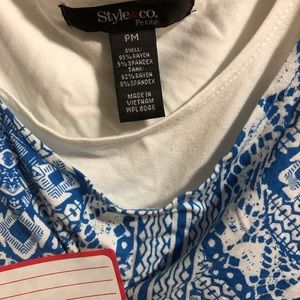 Style&co.
Petite
PM
SHELL:
95% RAYON
5% SPANDEX
TANK:
92% RAYON
8% SPANDEX
MADE IN
VIETNAM
WPL 8066